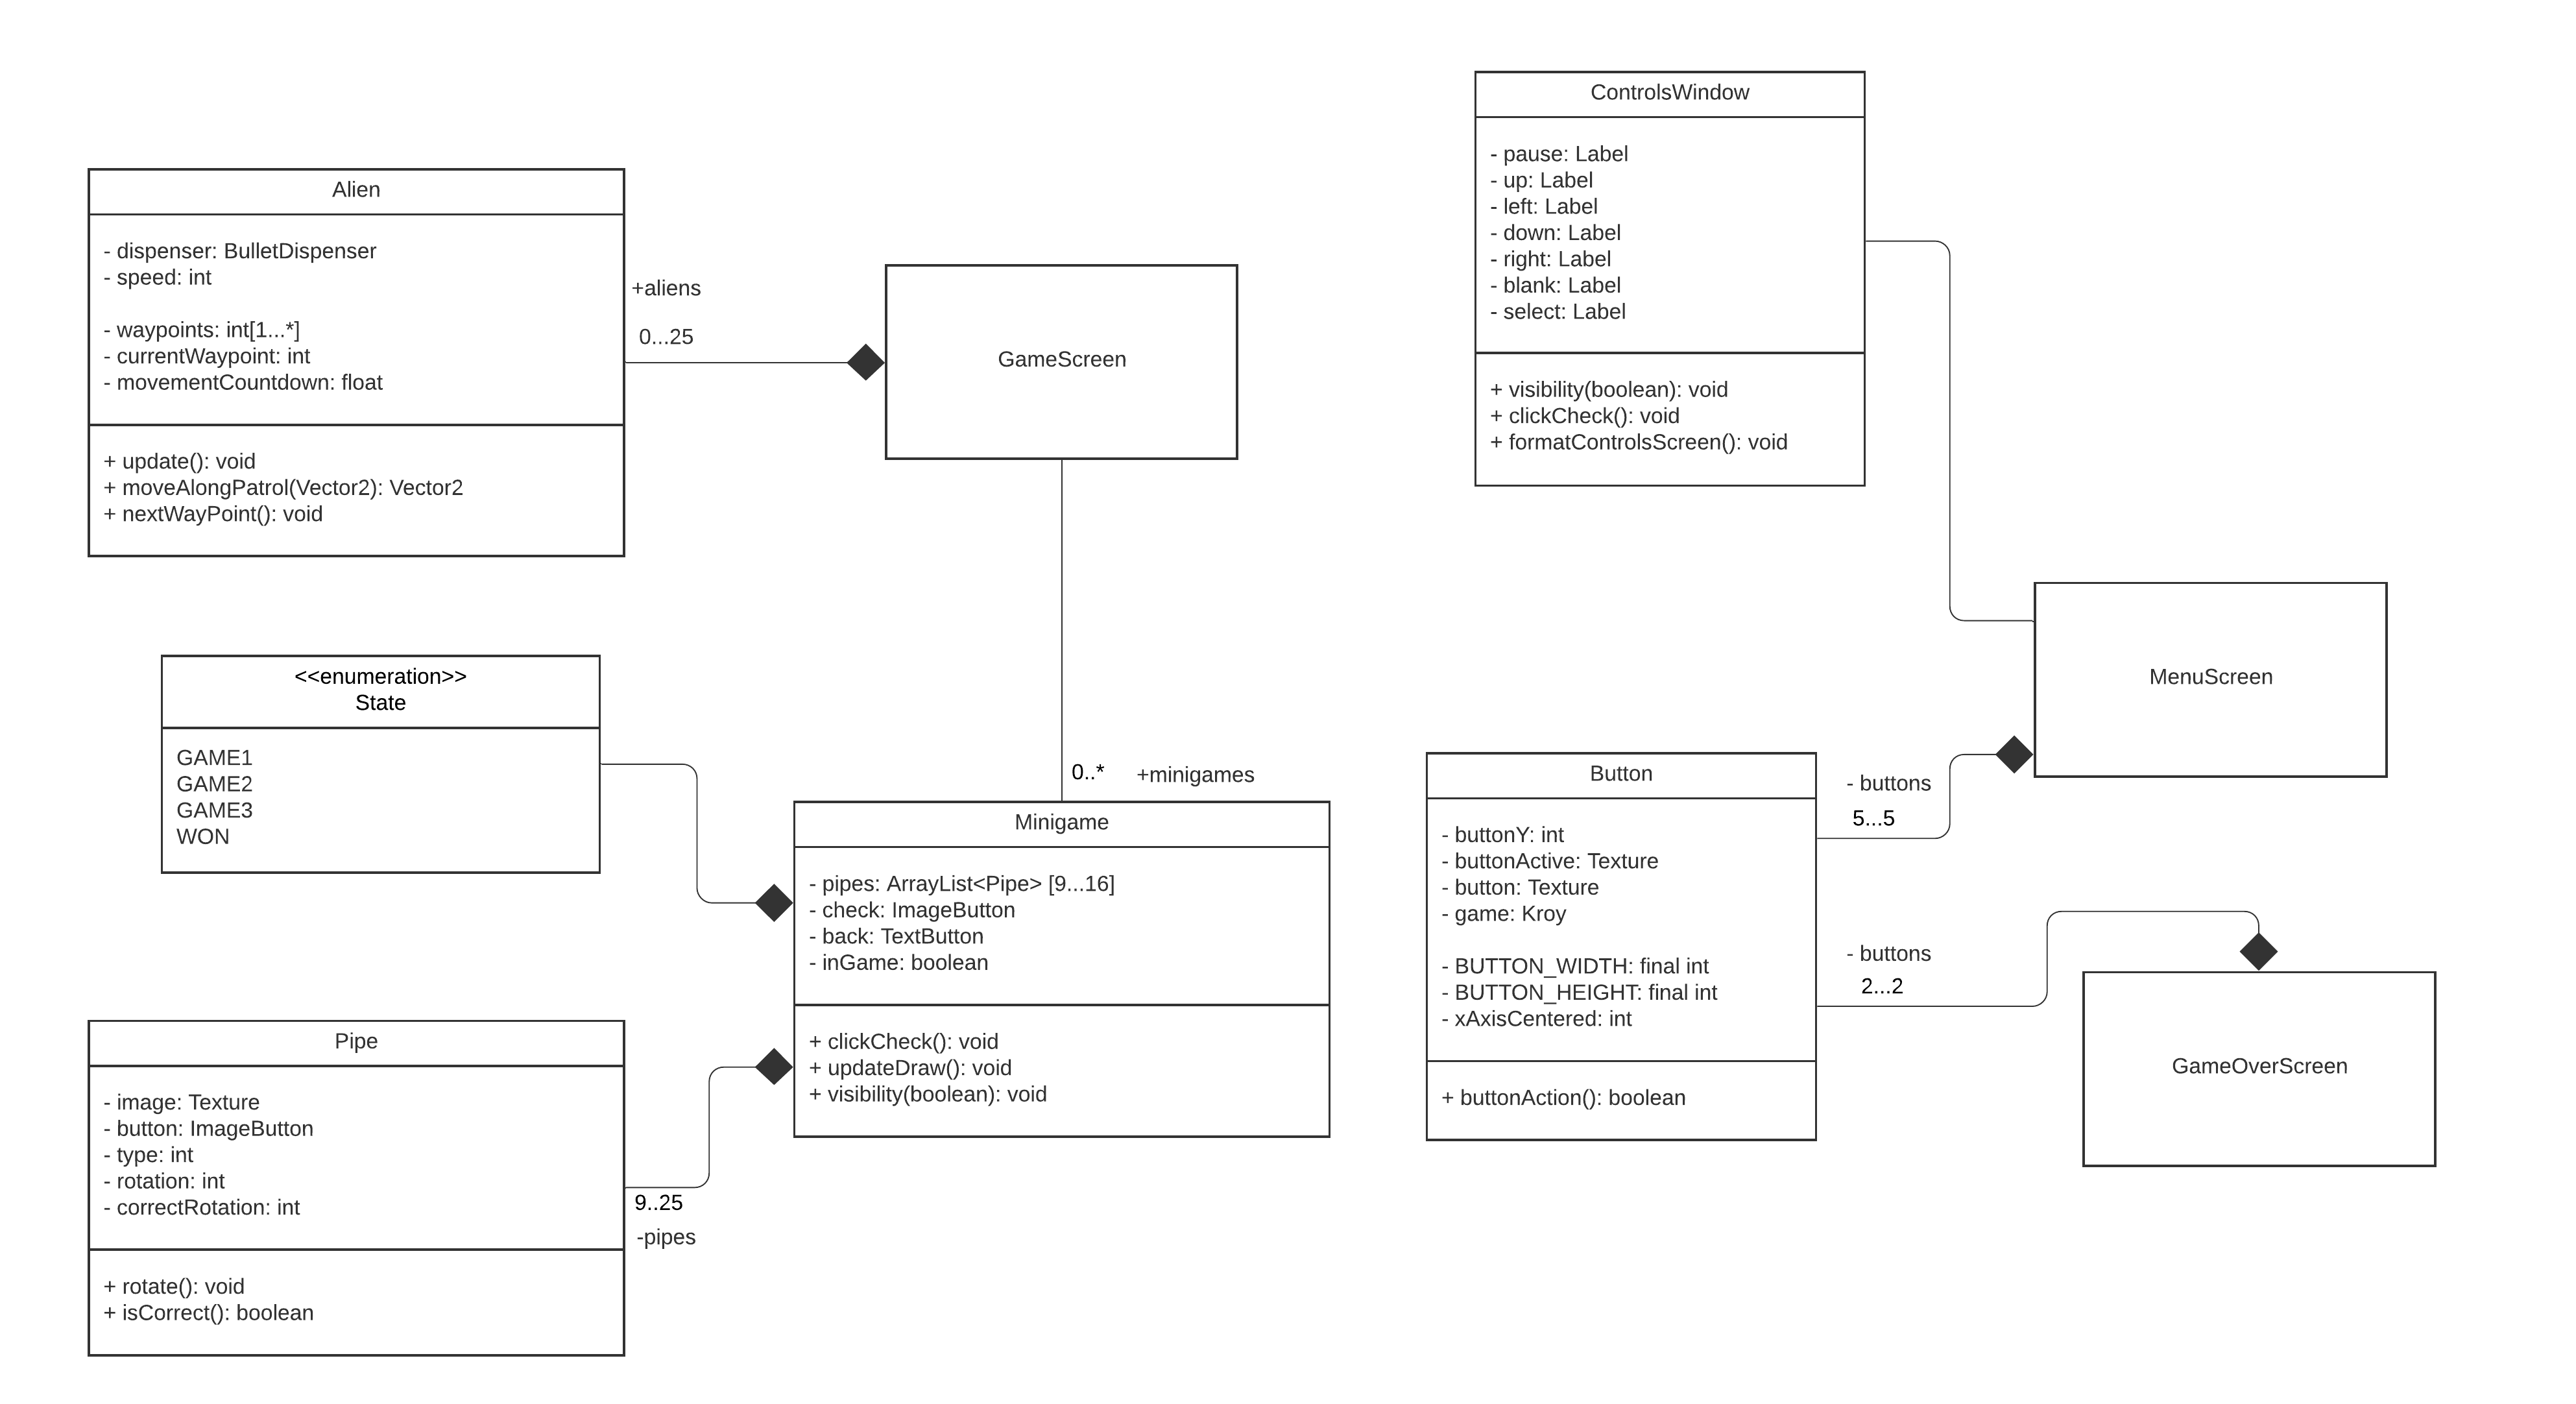 Alien
- dispenser: BulletDispenser
- speed: int
- waypoints: int[1...*]
- currentWaypoint: int
- movementCountdown: float
+ update(): void
+ moveAlongPatrol(Vector2): Vector2
+ nextWayPoint(): void
+aliens
0...25
GameScreen
<<enumeration>>
State
GAME1
GAME2
GAME3
WON
0..*
+minigames
Minigame
- pipes: ArrayList<Pipe> [9...16]
- check: ImageButton
- back: TextButton
- inGame: boolean
+ clickCheck(): void
+ updateDraw(): void
+ visibility(boolean): void
Pipe
- image: Texture
- button: ImageButton
- type: int
- rotation: int
- correctRotation: int
+ rotate(): void
+ isCorrect(): boolean
9..25
-pipes
ControlsWindow
- pause: Label
- up: Label
- left: Label
- down: Label
- right: Label
- blank: Label
- select: Label
+ visibility(boolean): void
+ clickCheck(): void
+ formatControlsScreen(): void
MenuScreen
Button
- buttonY: int
- buttonActive: Texture
- button: Texture
- game: Kroy
- BUTTON_WIDTH: final int
- BUTTON_HEIGHT: final int
- xAxisCentered: int
+ buttonAction(): boolean
- buttons
5...5
- buttons
2...2
GameOverScreen